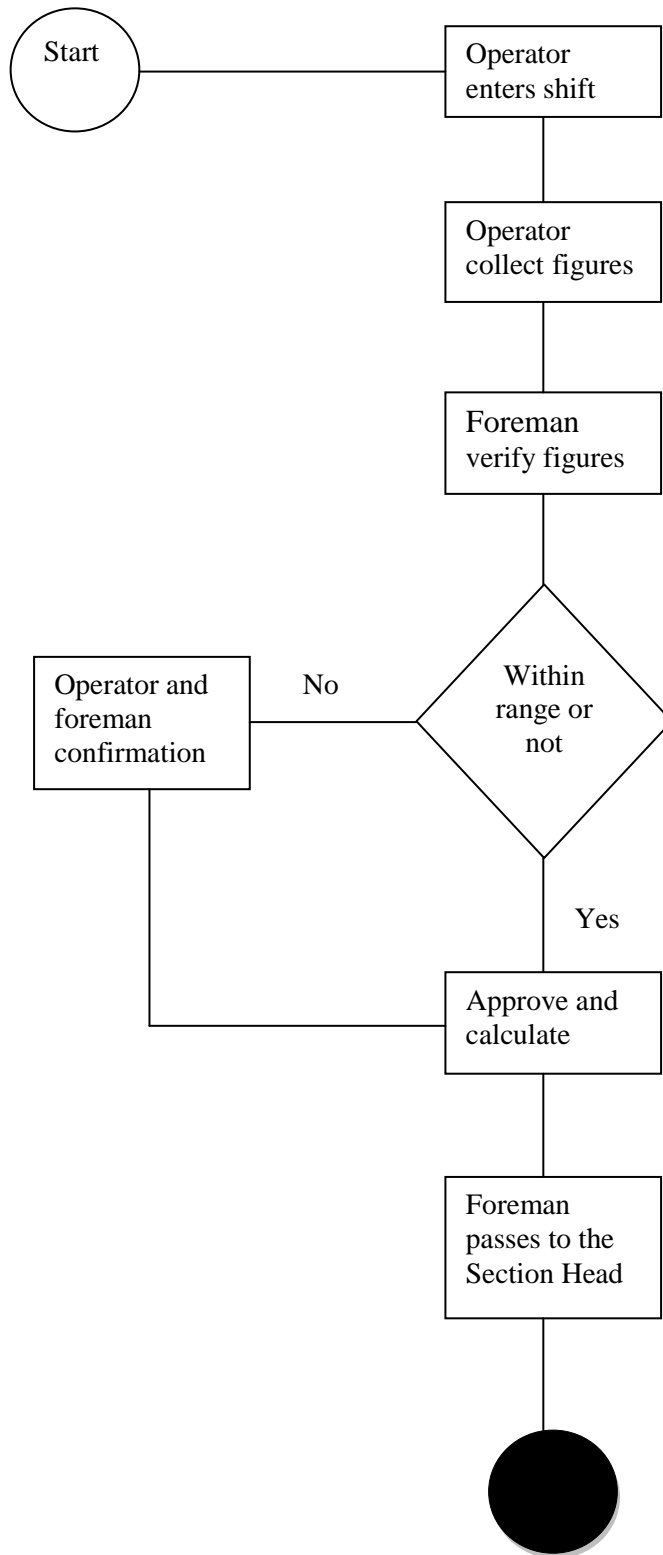 Start
Operator
enters shift
Operator
collect figures
Foreman
verify figures
Within
range or
not
No
Operator and
foreman
confirmation
Yes
Approve and
calculate
Foreman
passes to the
Section Head